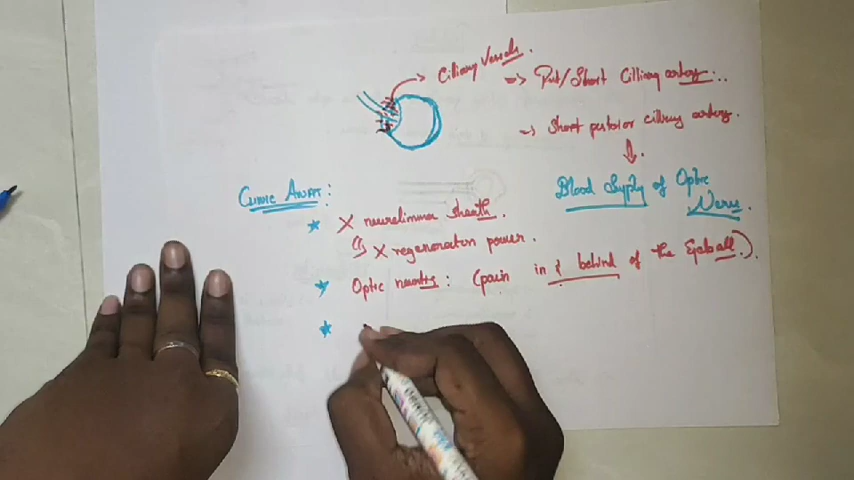 Ciliary Vessels.
⇒ Post/Short Cilliary artery..
⇒ Short posterior cilliary artery.
Blood Supply of Optic Nerve.
Clinic Anat:
★ X neurolimma sheath.
X regeneration power.
★ Optic neuritis: (pain in & behind of the Eyeball).
★